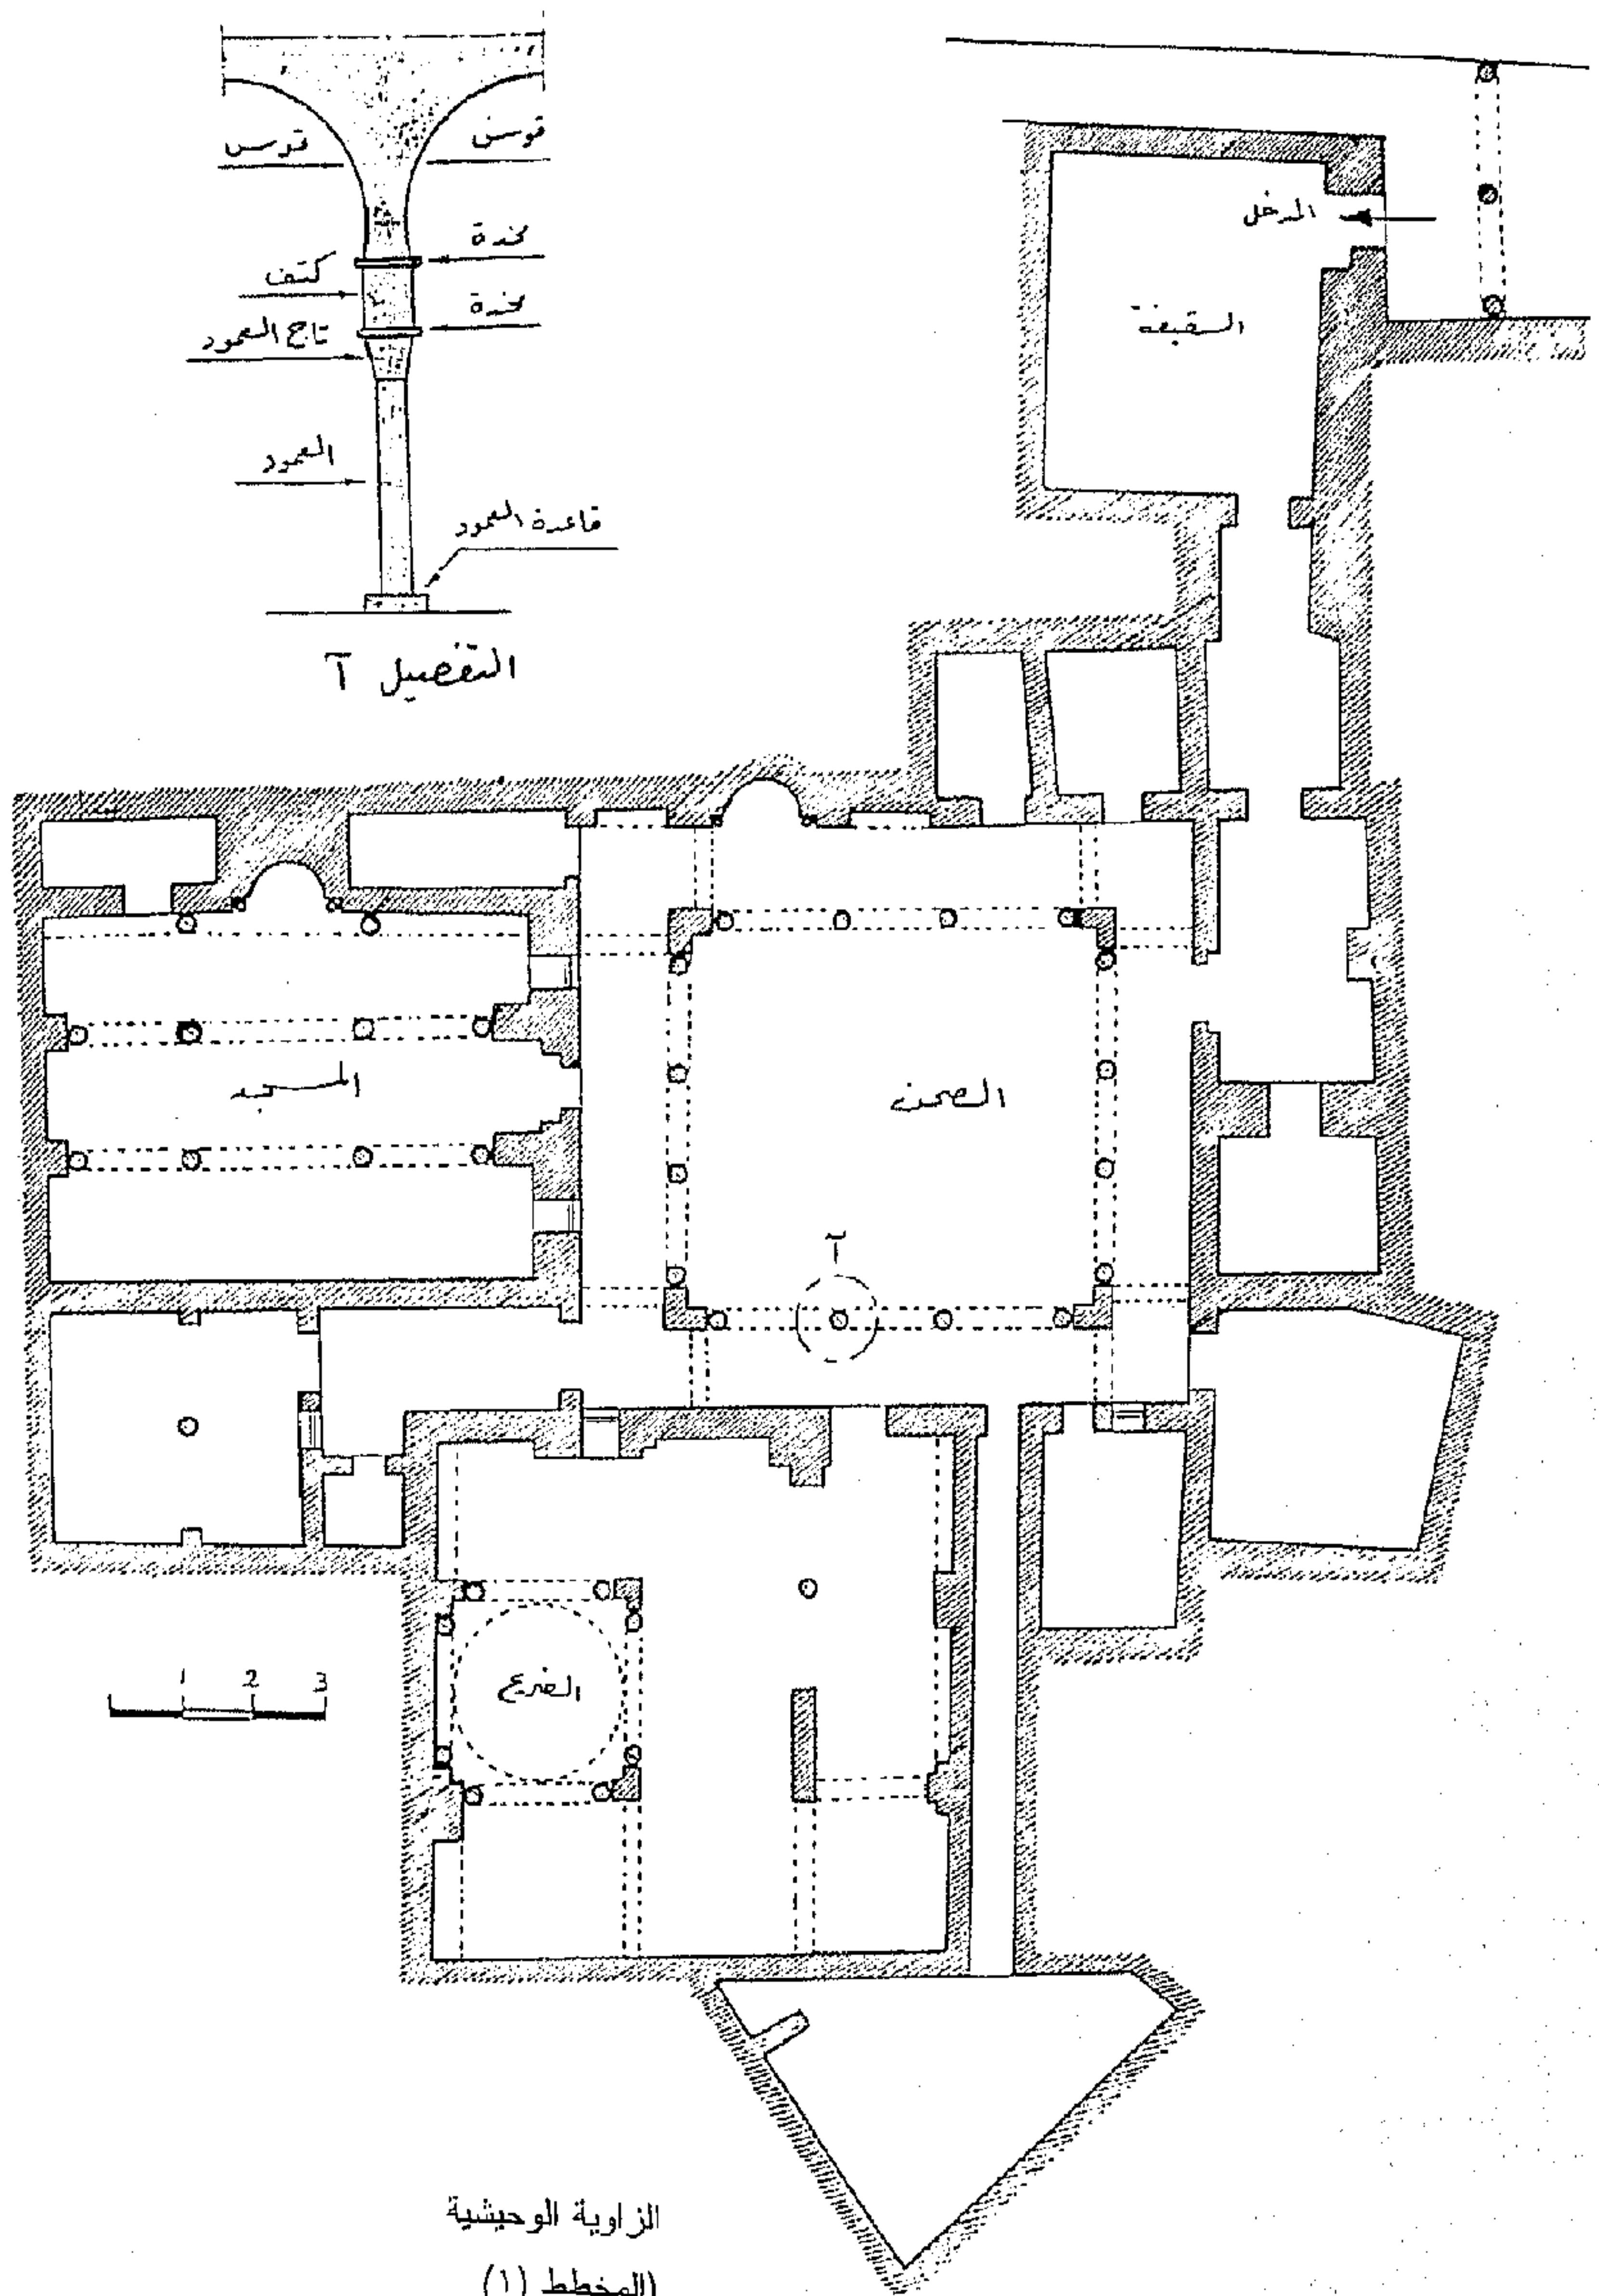 قوس
قوس
مخدة
كتف
مخدة
تاج العمود
العمود
قاعدة العمود
التفصيل آ
المدخل
السقيفة
المسجد
الصحن
آ
الضريح
1 2 3
الزاوية الوحيشية
(المخطط (١)